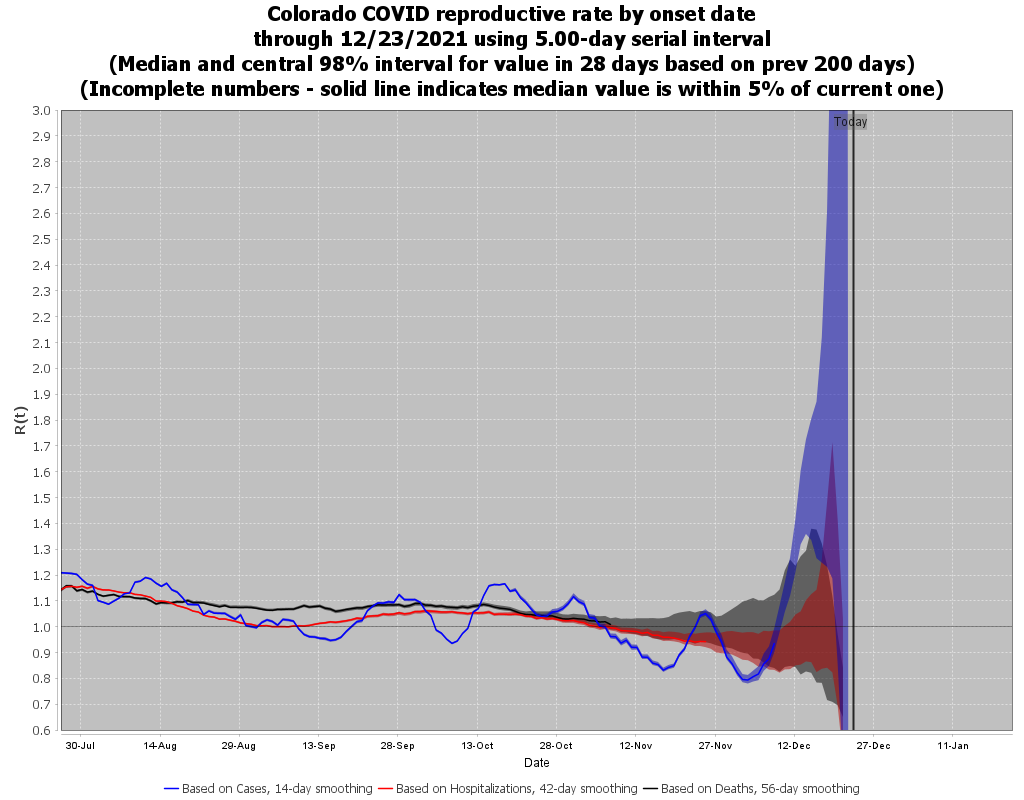 Colorado COVID reproductive rate by onset date
through 12/23/2021 using 5.00-day serial interval
(Median and central 98% interval for value in 28 days based on prev 200 days)
(Incomplete numbers - solid line indicates median value is within 5% of current one)
3.0
2.9
2.8
2.7
2.6
2.5
2.4
2.3
2.2
2.1
2.0
1.9
1.8
1.7
1.6
1.5
1.4
1.3
1.2
1.1
1.0
0.9
0.8
0.7
0.6
R(t)
Today
30-Jul 14-Aug 29-Aug 13-Sep 28-Sep 13-Oct 28-Oct 12-Nov 27-Nov 12-Dec 27-Dec 11-Jan
Date
Based on Cases, 14-day smoothing Based on Hospitalizations, 42-day smoothing Based on Deaths, 56-day smoothing